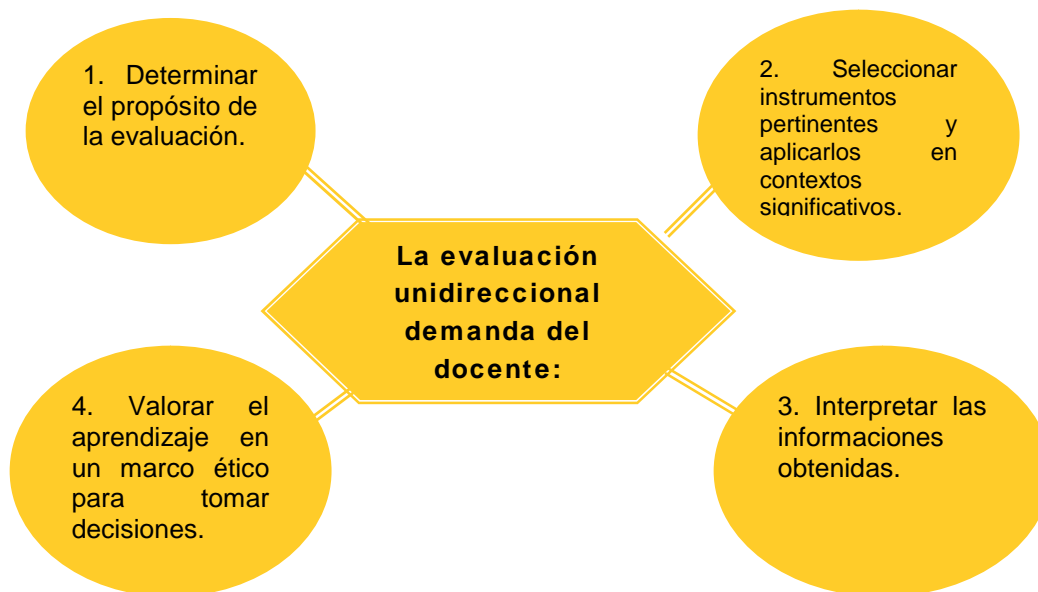 1. Determinar
el propósito de
la evaluación.
2. Seleccionar
instrumentos
pertinentes y
aplicarlos en
contextos
significativos.
La evaluación
unidireccional
demanda del
docente:
4. Valorar el
aprendizaje en
un marco ético
para tomar
decisiones.
3. Interpretar las
informaciones
obtenidas.